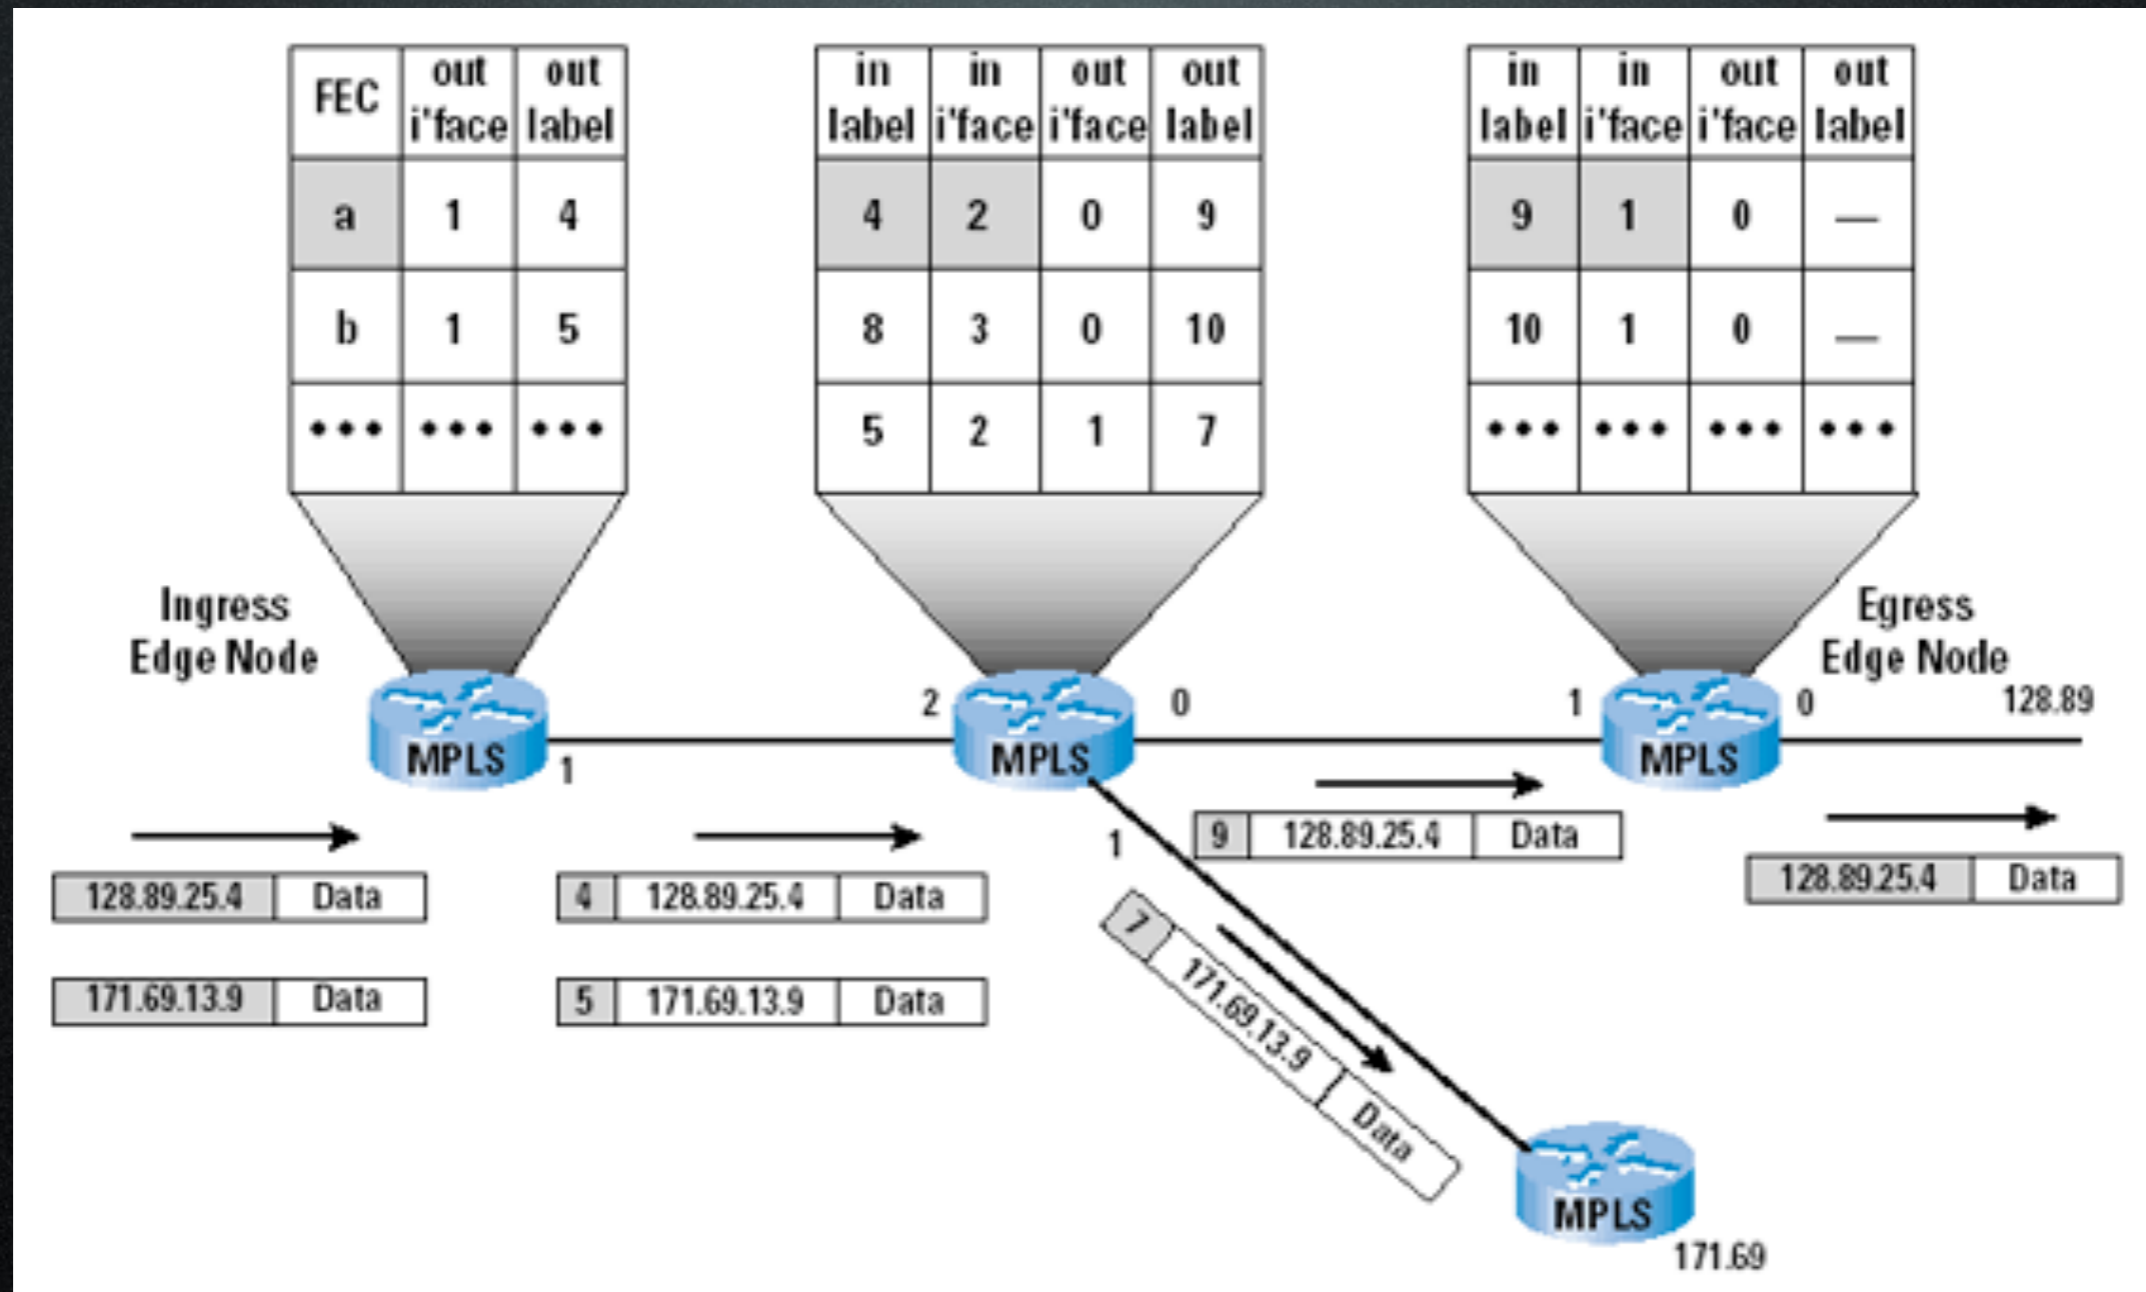 FEC out i'face out label
a 1 4
b 1 5
••• ••• •••
in label in i'face out i'face out label
4 2 0 9
8 3 0 10
5 2 1 7
in label in i'face out i'face out label
9 1 0 —
10 1 0 —
••• ••• ••• •••
Ingress
Edge Node
Egress
Edge Node
128.89
MPLS
1
2
MPLS
0
1
1
MPLS
0
128.89.25.4 Data
171.69.13.9 Data
4 128.89.25.4 Data
5 171.69.13.9 Data
9 128.89.25.4 Data
128.89.25.4 Data
7 171.69.13.9 Data
MPLS
171.69